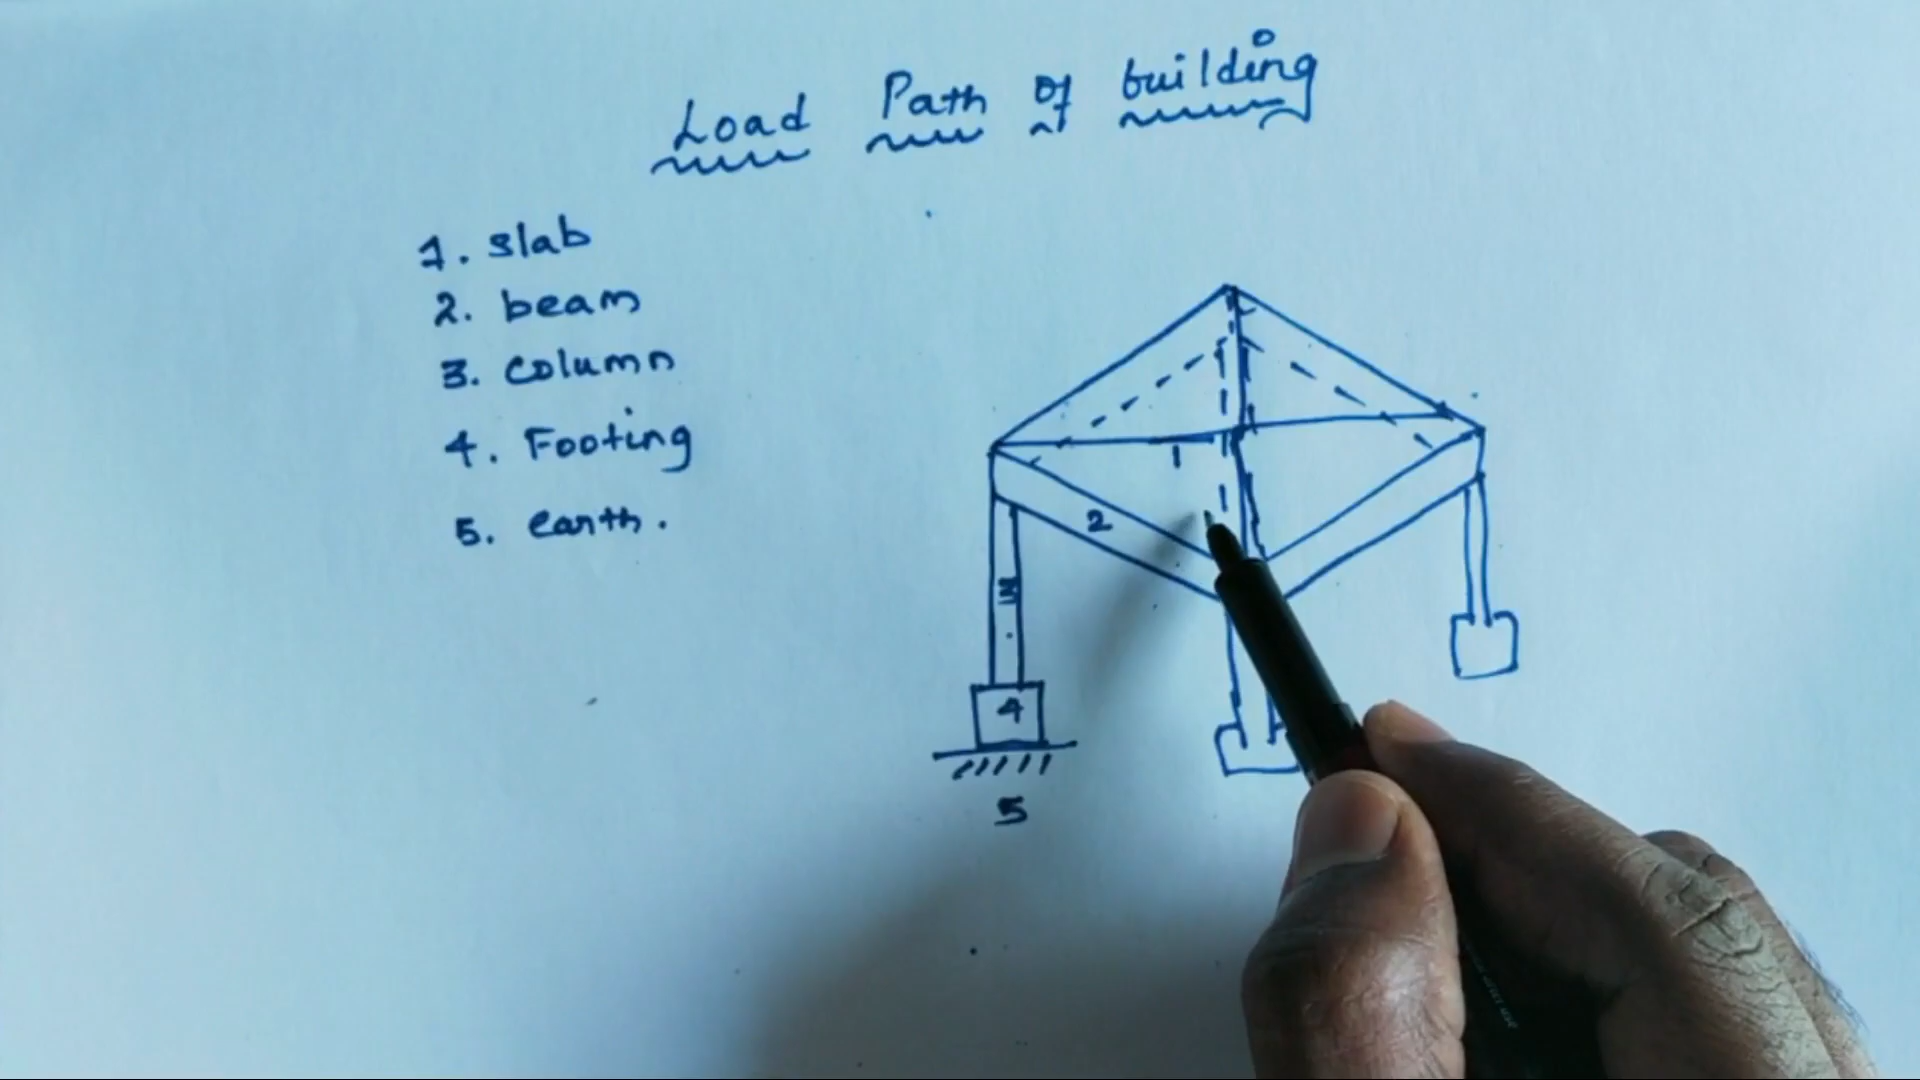 Load Path of building
1. slab
2. beam
3. column
4. Footing
5. earth.
1
2
3
4
5